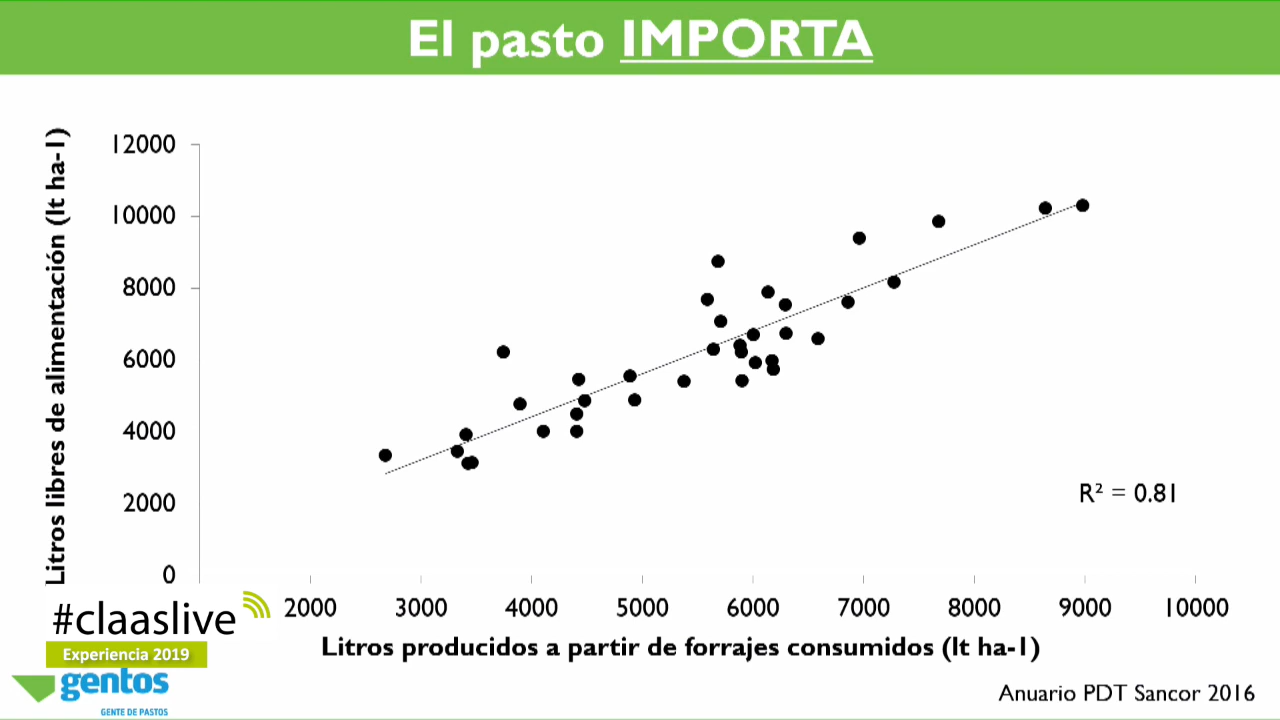 El pasto IMPORTA
Litros libres de alimentación (lt ha-1)
12000
10000
8000
6000
4000
2000
0
R² = 0.81
2000 3000 4000 5000 6000 7000 8000 9000 10000
Litros producidos a partir de forrajes consumidos (lt ha-1)
#claaslive
Experiencia 2019
gentos
GENTE DE PASTOS
Anuario PDT Sancor 2016